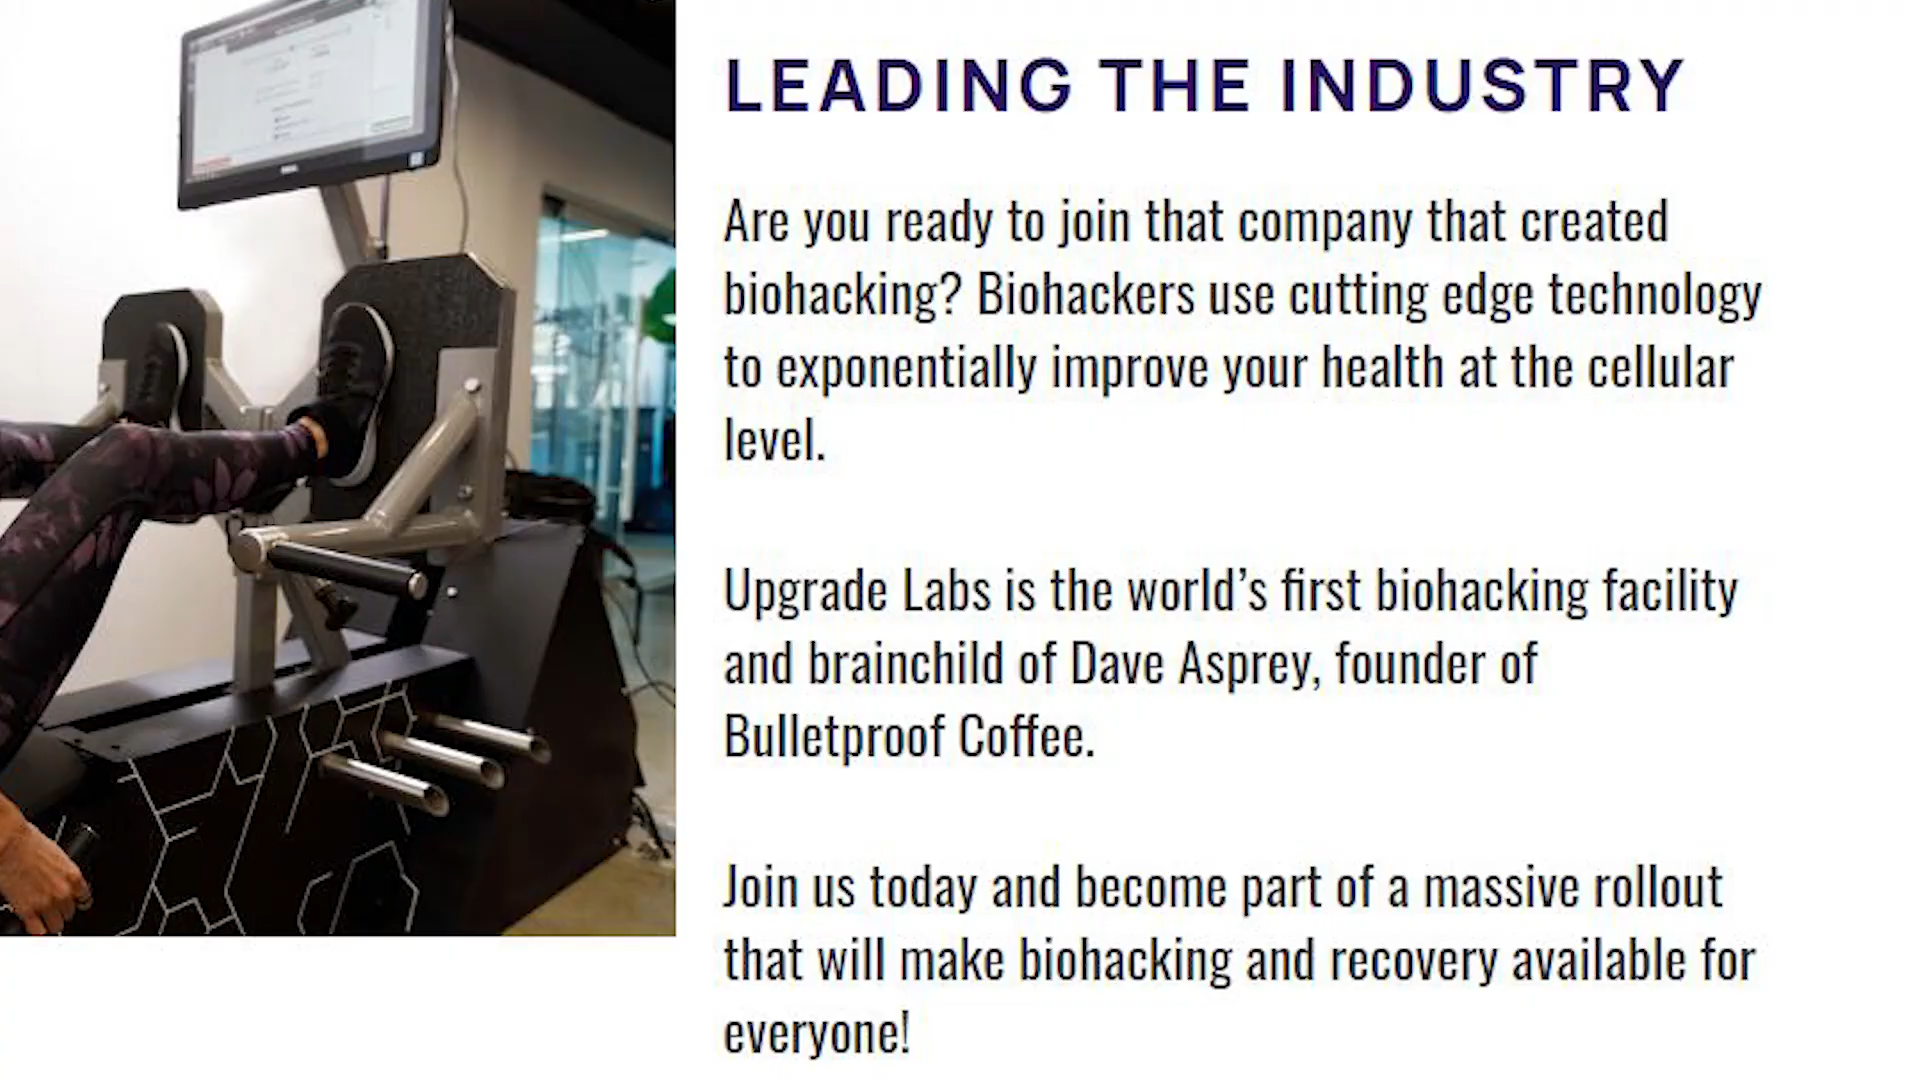 LEADING THE INDUSTRY
Are you ready to join that company that created
biohacking? Biohackers use cutting edge technology
to exponentially improve your health at the cellular
level.
Upgrade Labs is the world’s first biohacking facility
and brainchild of Dave Asprey, founder of
Bulletproof Coffee.
Join us today and become part of a massive rollout
that will make biohacking and recovery available for
everyone!